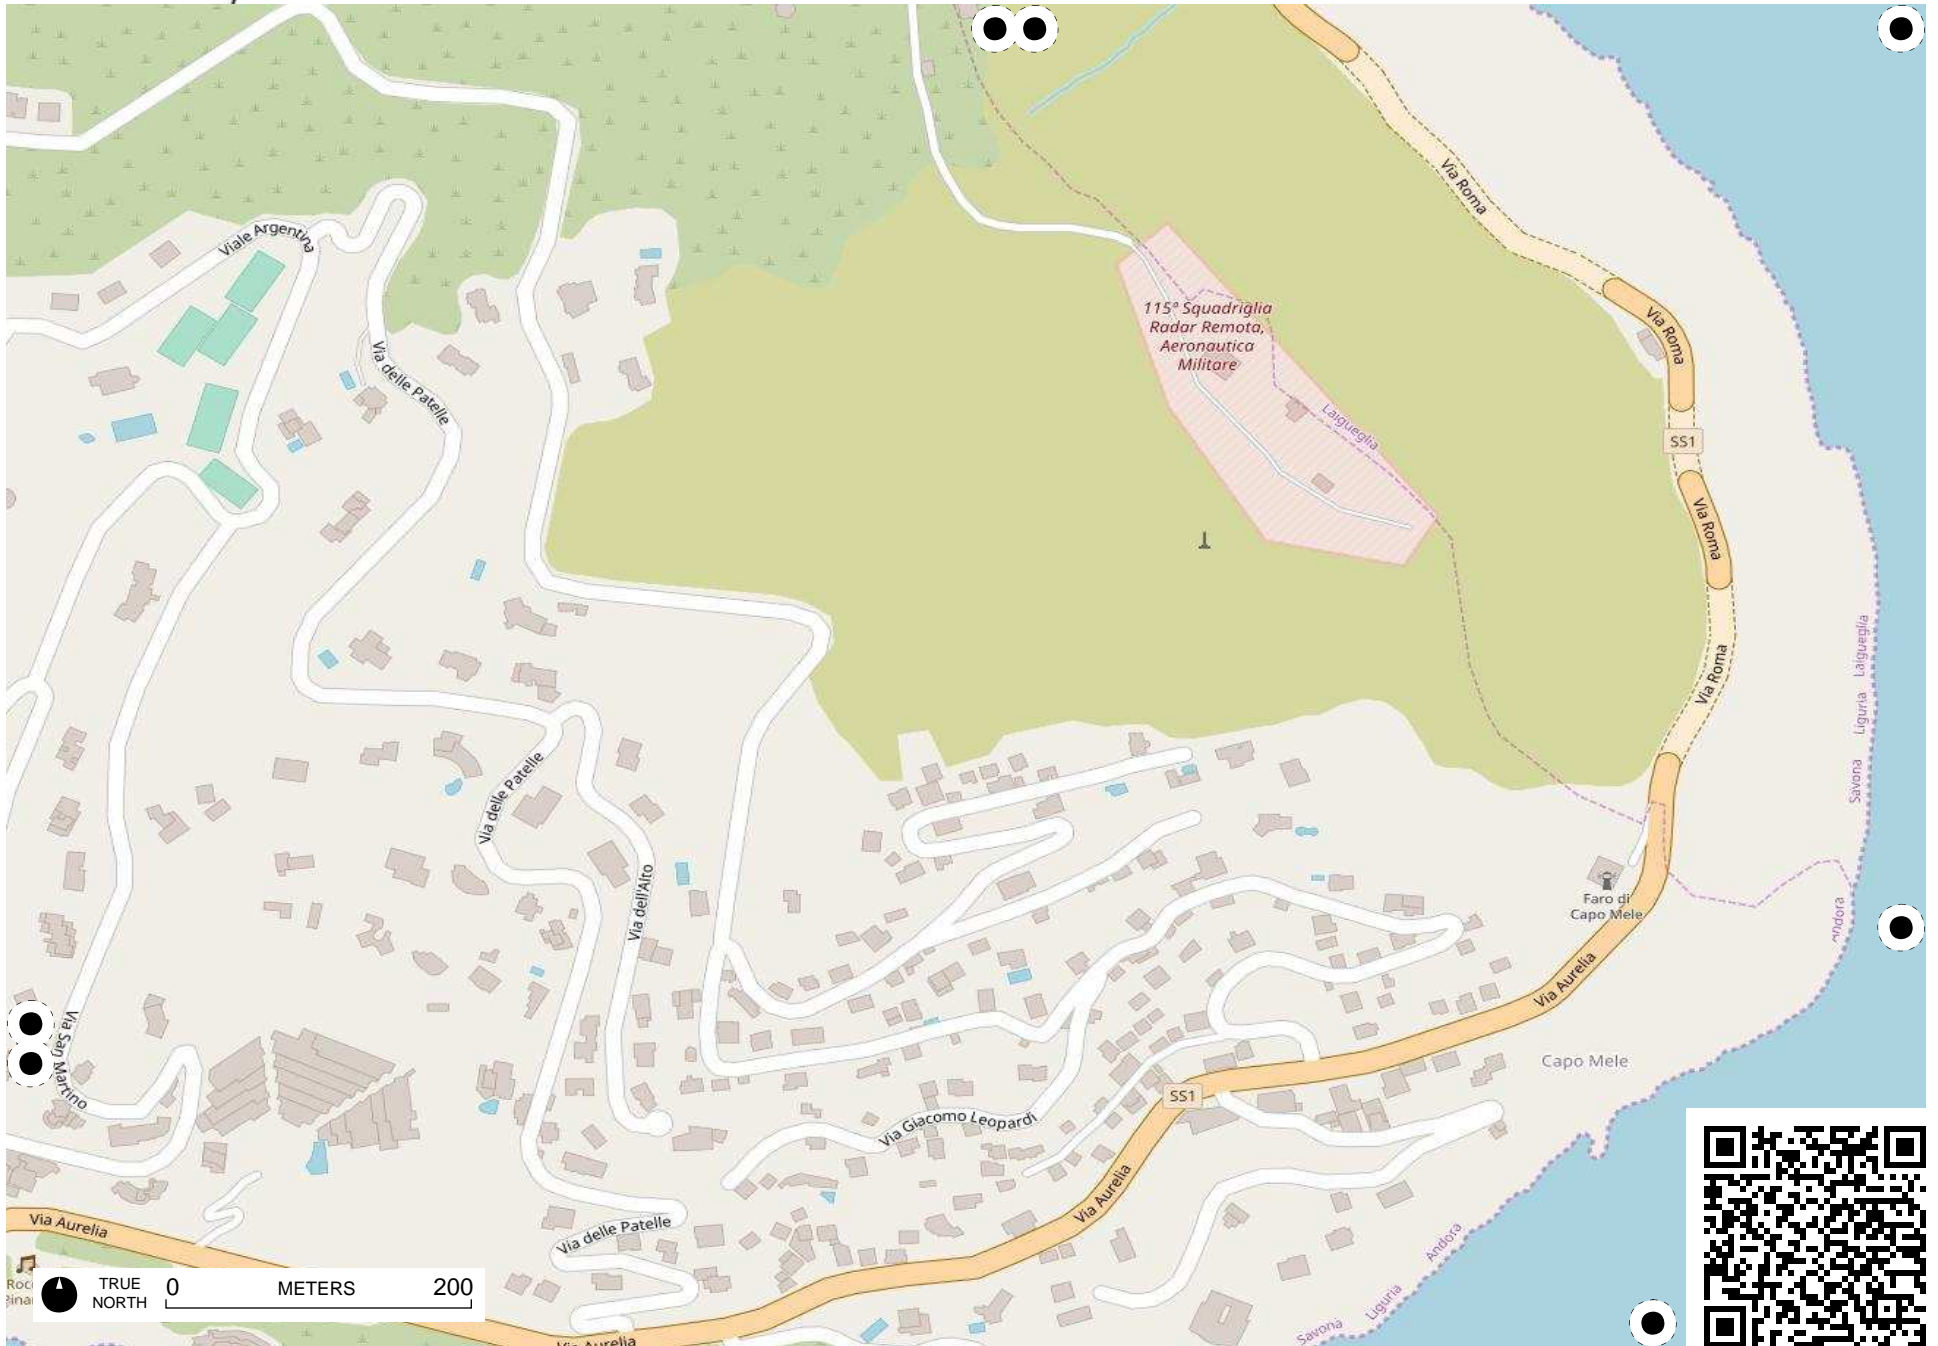 Via Roma
Viale Argentina
115ª Squadriglia
Radar Remota,
Aeronautica
Militare
Via Roma
Via delle Patelle
Laigueglia
SS1
Via Roma
Via Roma
Savona Liguria Laigueglia
Via delle Patelle
Via dell'Alto
Faro di
Capo Mele
Andora
Via Aurelia
Via San Martino
Capo Mele
SS1
Via Giacomo Leopardi
Via Aurelia
Via Aurelia
Via delle Patelle
Savona Liguria Andora
TRUE
NORTH
0 METERS 200
Via Aurelia